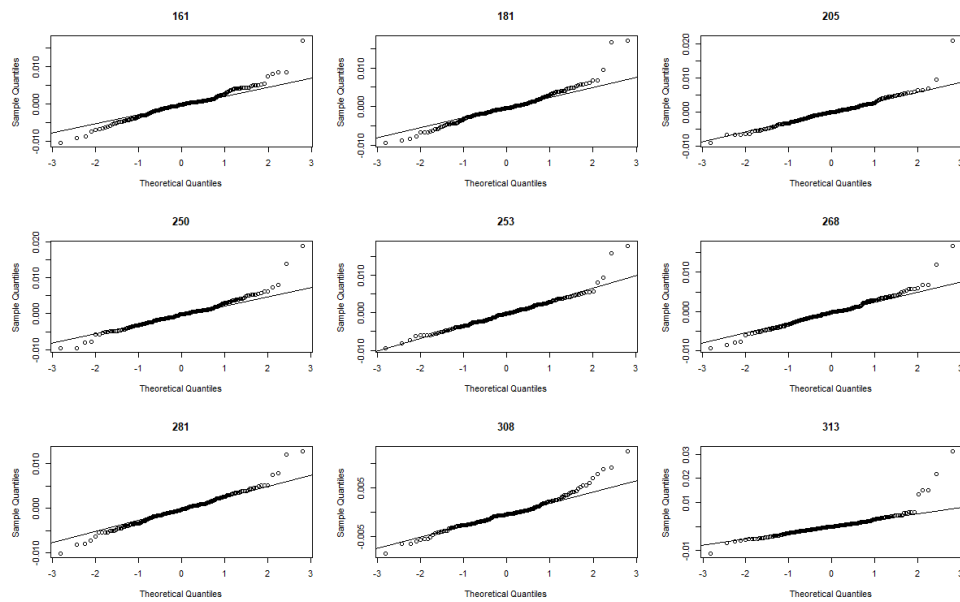 161 181 205
Sample Quantiles Sample Quantiles Sample Quantiles
-0.010 0.000 0.010
-0.010 0.000 0.010
-0.010 0.000 0.010 0.020
-3 -2 -1 0 1 2 3 -3 -2 -1 0 1 2 3 -3 -2 -1 0 1 2 3
Theoretical Quantiles Theoretical Quantiles Theoretical Quantiles
250 253 268
Sample Quantiles Sample Quantiles Sample Quantiles
-0.010 0.000 0.010 0.020
-0.010 0.000 0.010
-0.010 0.000 0.010
-3 -2 -1 0 1 2 3 -3 -2 -1 0 1 2 3 -3 -2 -1 0 1 2 3
Theoretical Quantiles Theoretical Quantiles Theoretical Quantiles
281 308 313
Sample Quantiles Sample Quantiles Sample Quantiles
-0.010 0.000 0.010
-0.005 0.005
-0.01 0.01 0.03
-3 -2 -1 0 1 2 3 -3 -2 -1 0 1 2 3 -3 -2 -1 0 1 2 3
Theoretical Quantiles Theoretical Quantiles Theoretical Quantiles